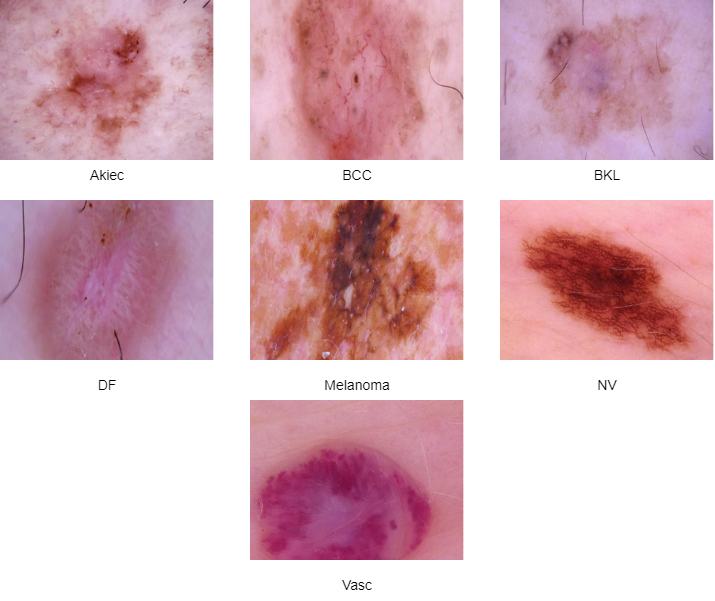 Akiec
BCC
BKL
DF
Melanoma
NV
Vasc